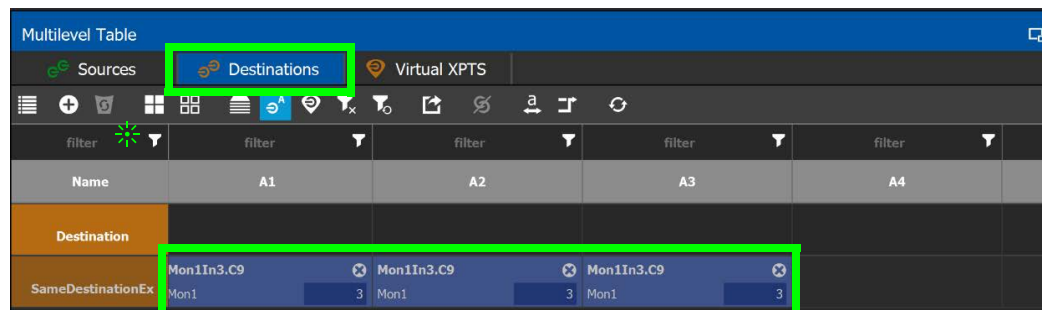 Multilevel Table
Sources Destinations Virtual XPTS
filter filter filter filter filter
Name A1 A2 A3 A4
Destination
Mon1In3.C9 Mon1In3.C9 Mon1In3.C9
SameDestinationEx Mon1 3 Mon1 3 Mon1 3